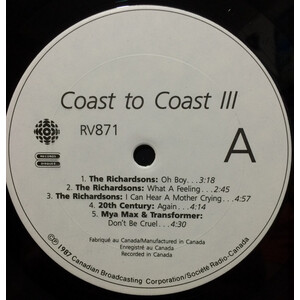 Coast to Coast III
RV871
A
1. The Richardsons: Oh Boy...3:18
2. The Richardsons: What A Feeling...2:45
3. The Richardsons: I Can Hear A Mother Crying...4:57
4. 20th Century: Again...4:14
5. Mya Max & Transformer:
Don't Be Cruel...4:30
Fabriqué au Canada/Manufactured in Canada
Enregistré au Canada
Recorded in Canada
©℗ 1987 Canadian Broadcasting Corporation/Société Radio-Canada